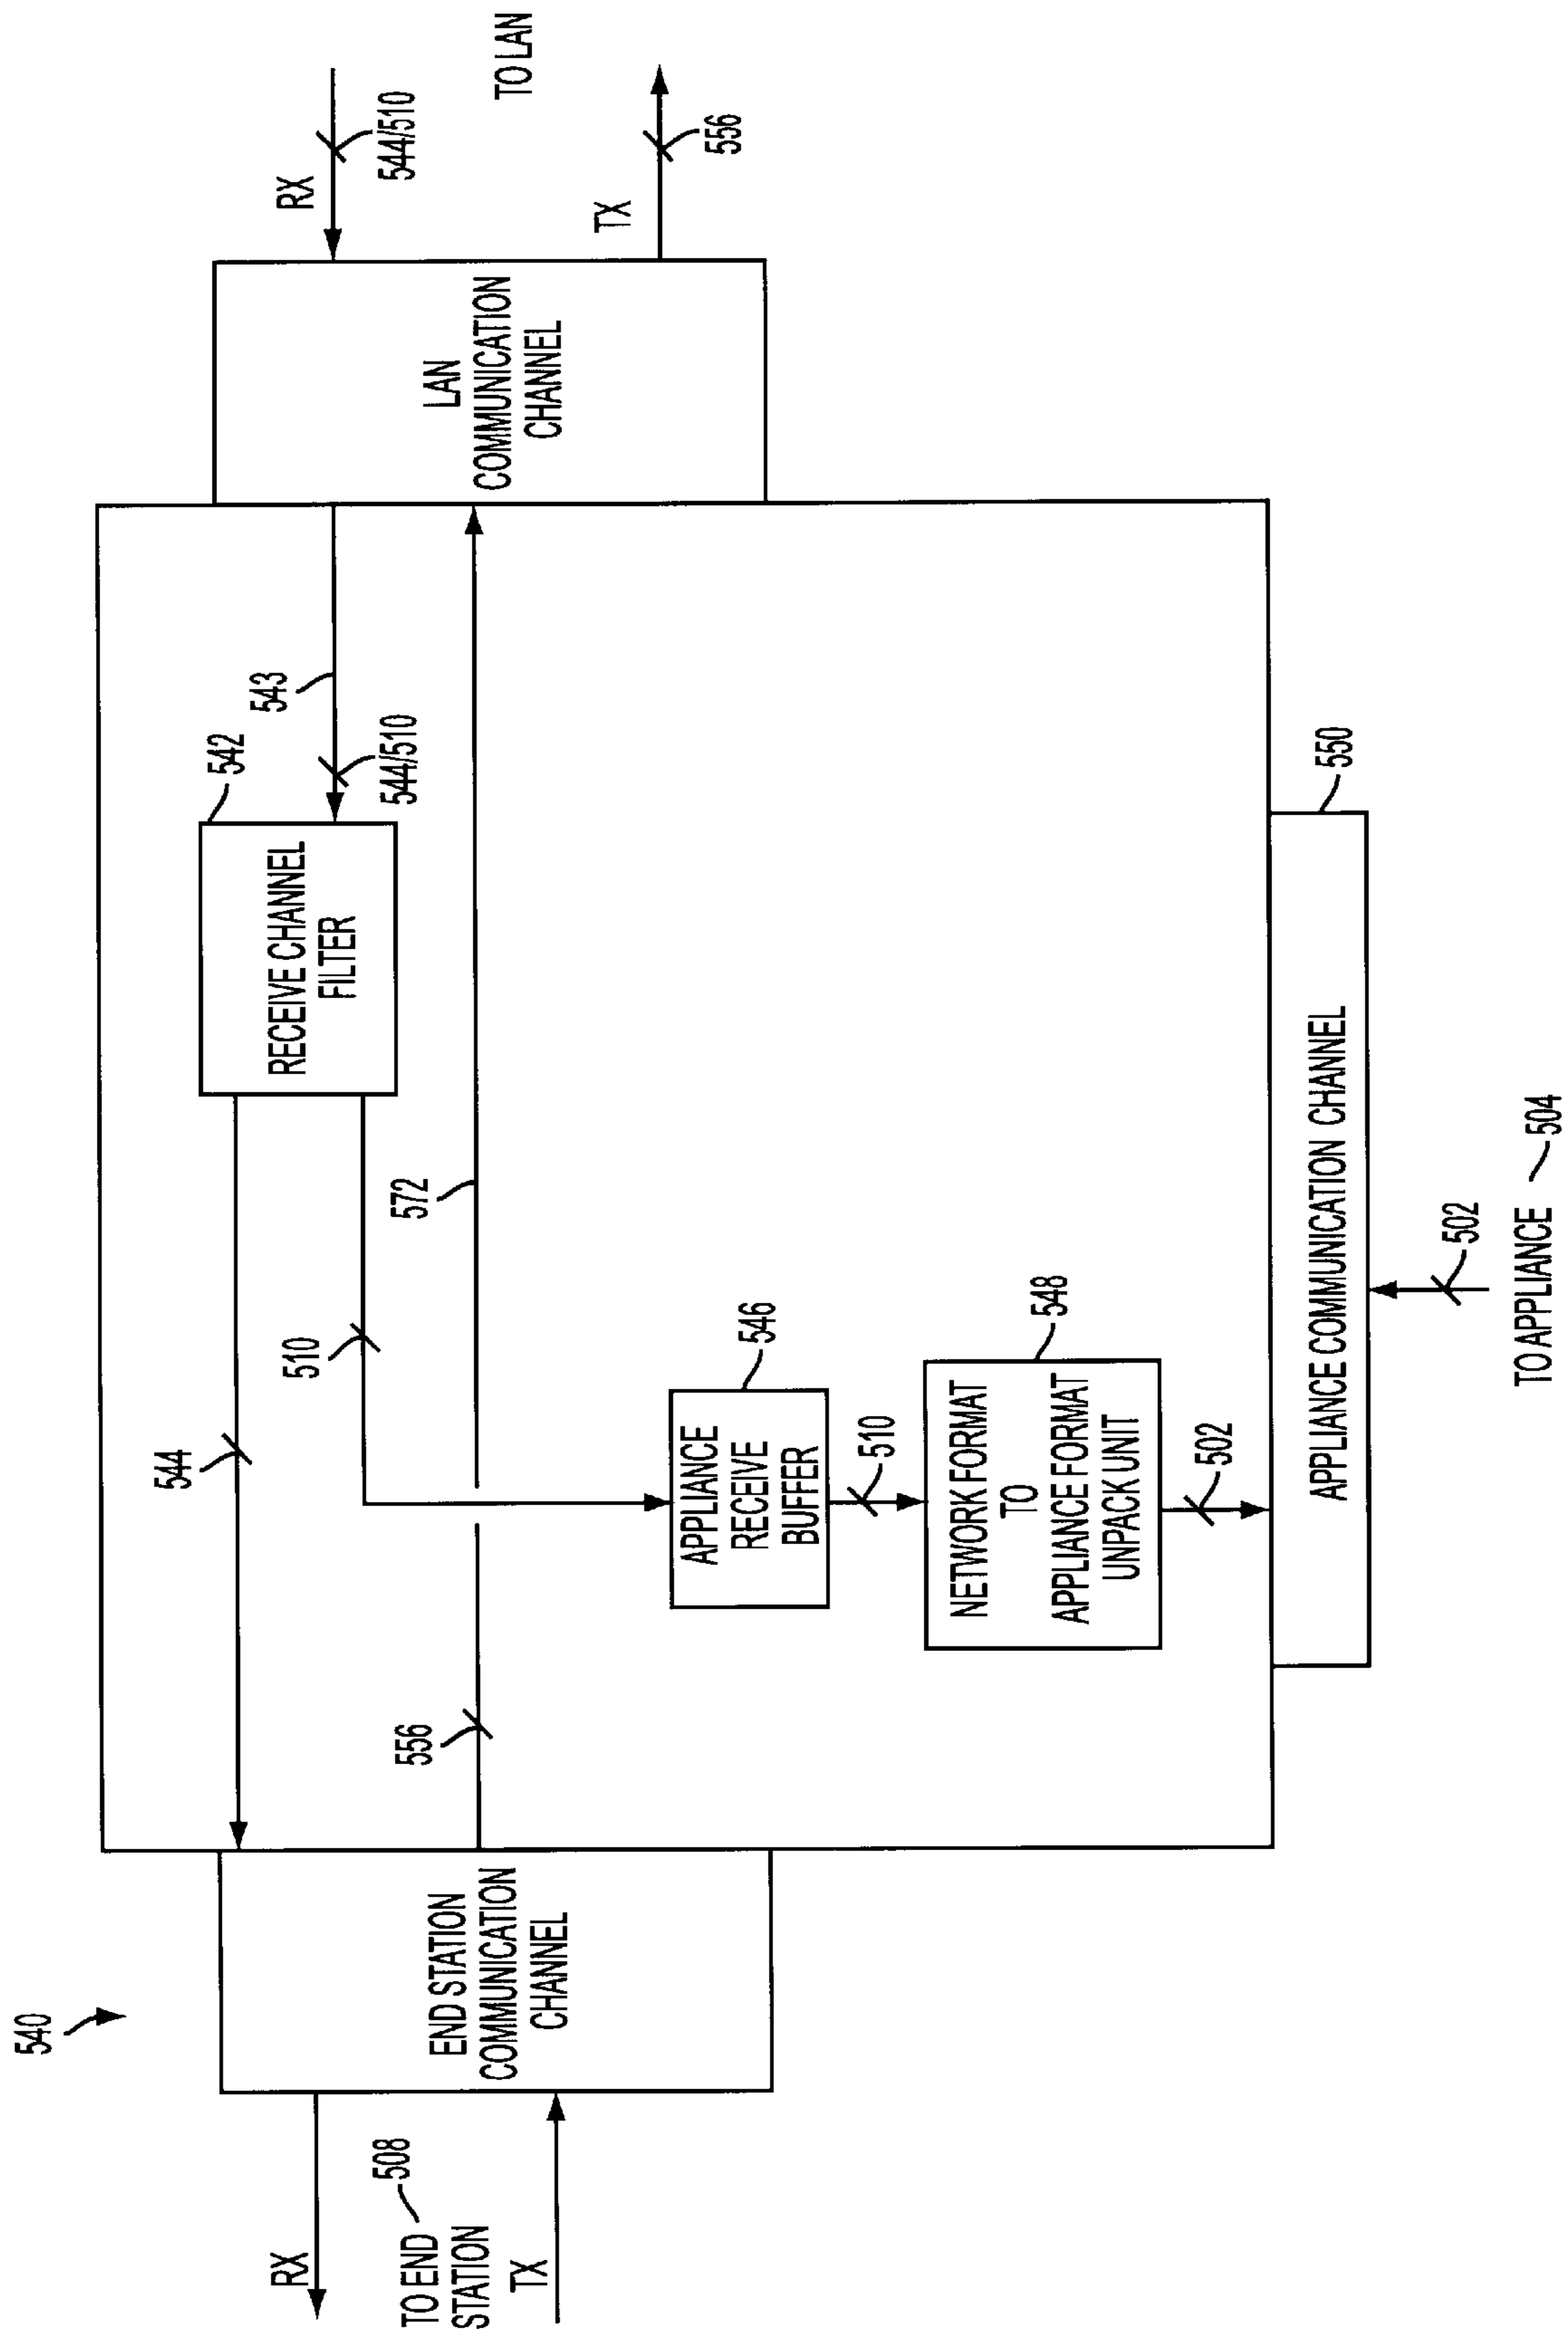 540
RX
TO END
STATION
508
TX
END STATION
COMMUNICATION
CHANNEL
544
556
510
572
RECEIVE CHANNEL
FILTER
542
543
544/510
APPLIANCE
RECEIVE
BUFFER
546
510
NETWORK FORMAT
TO
APPLIANCE FORMAT
UNPACK UNIT
548
502
APPLIANCE COMMUNICATION CHANNEL
550
502
TO APPLIANCE
504
LAN
COMMUNICATION
CHANNEL
RX
544/510
TO LAN
TX
556